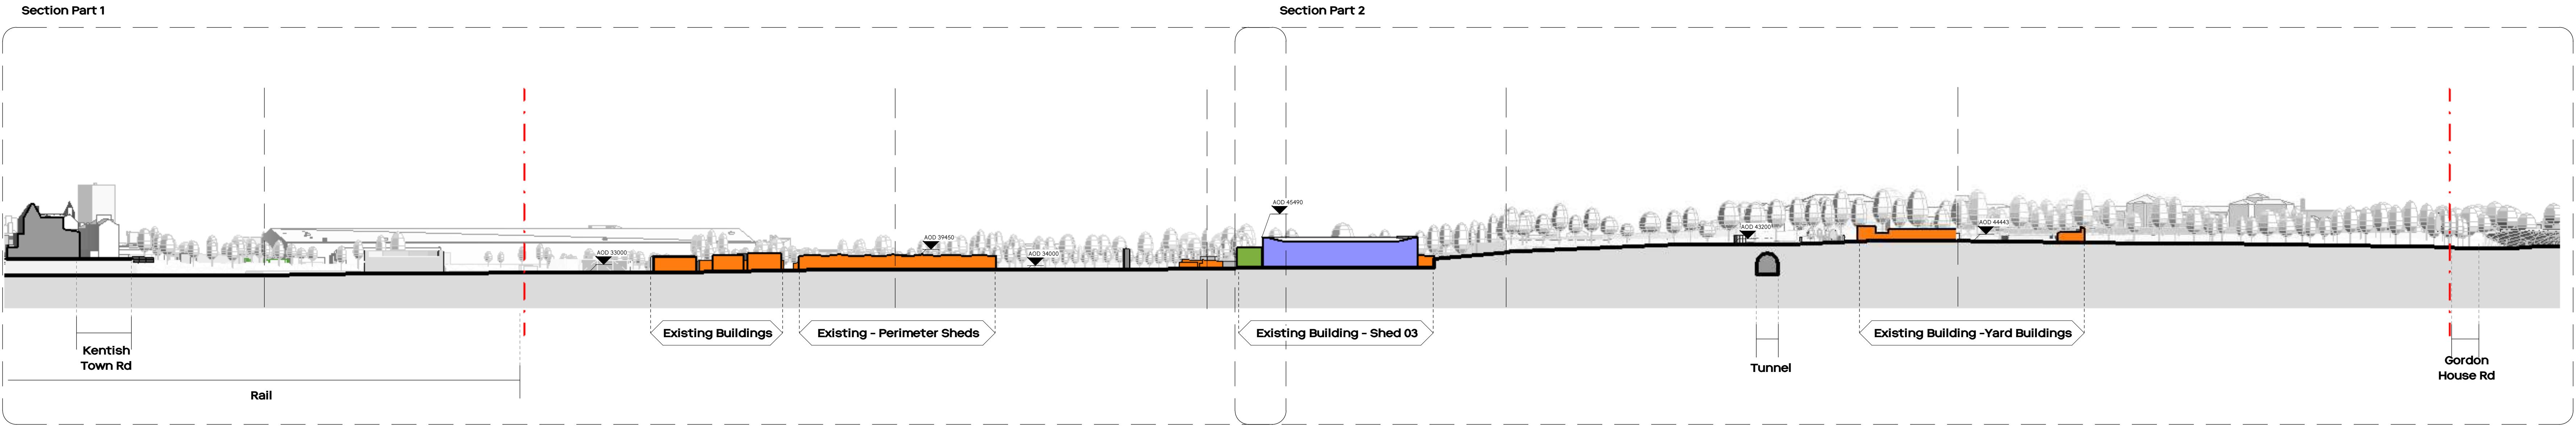 Section Part 1
Section Part 2
AOD 45490
AOD 39450
AOD 33000
AOD 34000
AOD 43200
AOD 44443
Existing Buildings
Existing - Perimeter Sheds
Existing Building - Shed 03
Existing Building -Yard Buildings
Kentish
Town Rd
Tunnel
Gordon
House Rd
Rail